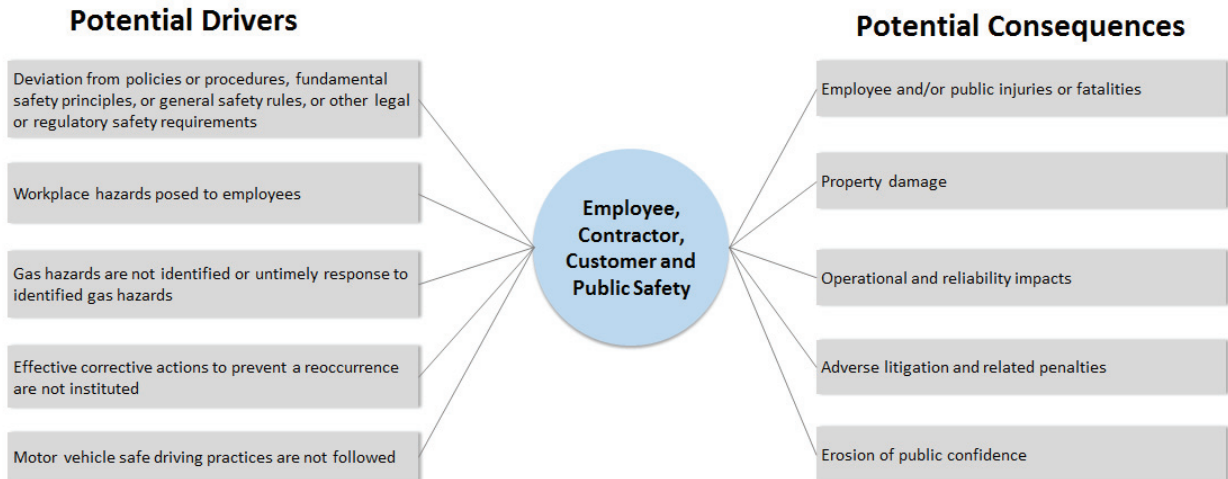 Potential Drivers
Deviation from policies or procedures, fundamental
safety principles, or general safety rules, or other legal
or regulatory safety requirements
Workplace hazards posed to employees
Gas hazards are not identified or untimely response to
identified gas hazards
Effective corrective actions to prevent a reoccurrence
are not instituted
Motor vehicle safe driving practices are not followed
Employee,
Contractor,
Customer and
Public Safety
Potential Consequences
Employee and/or public injuries or fatalities
Property damage
Operational and reliability impacts
Adverse litigation and related penalties
Erosion of public confidence